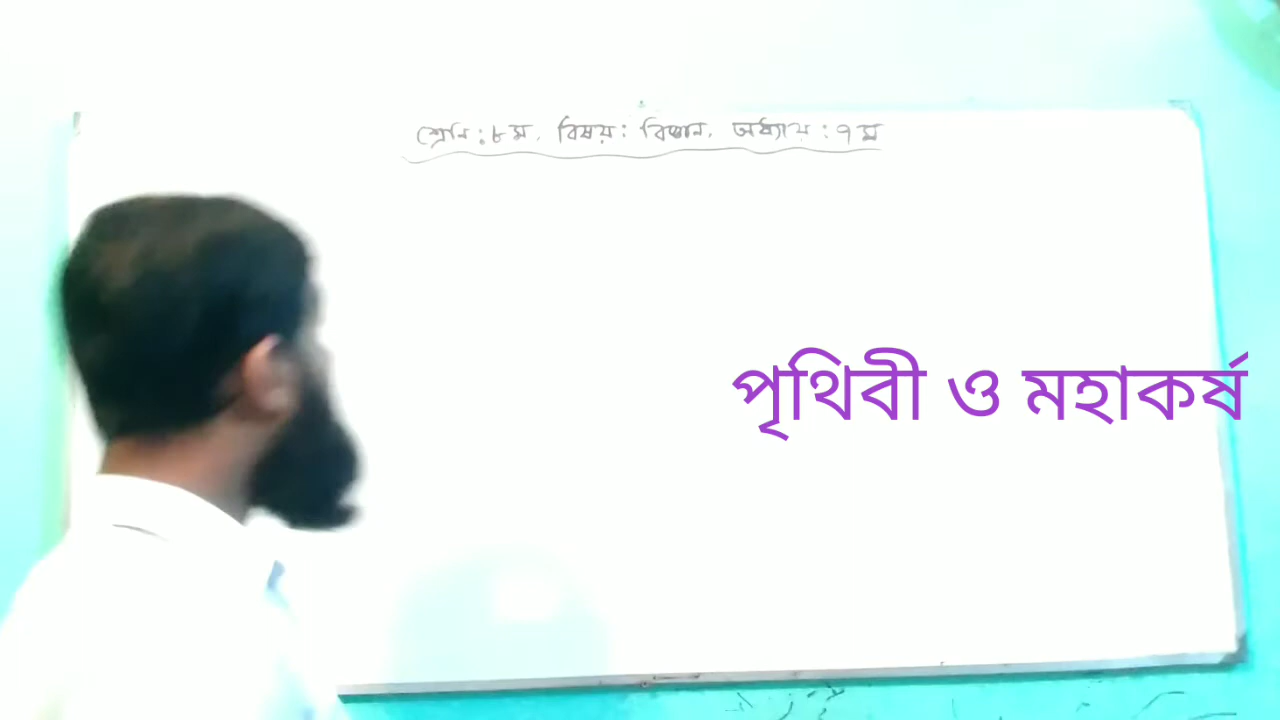 শ্রেনি : ৮ম. বিষয় : বিজ্ঞান. অধ্যায় : ৭ম
পৃথিবী ও মহাকর্ষ